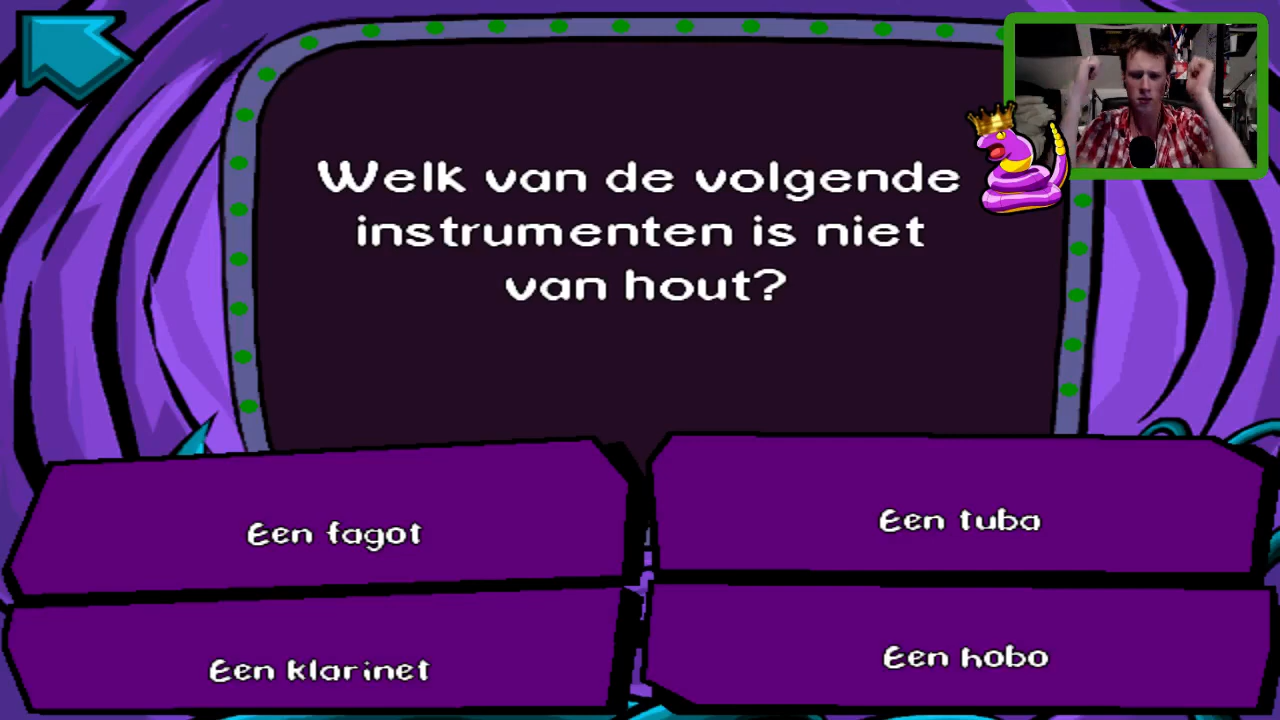 Welk van de volgende
instrumenten is niet
van hout?
Een fagot
Een tuba
Een klarinet
Een hobo